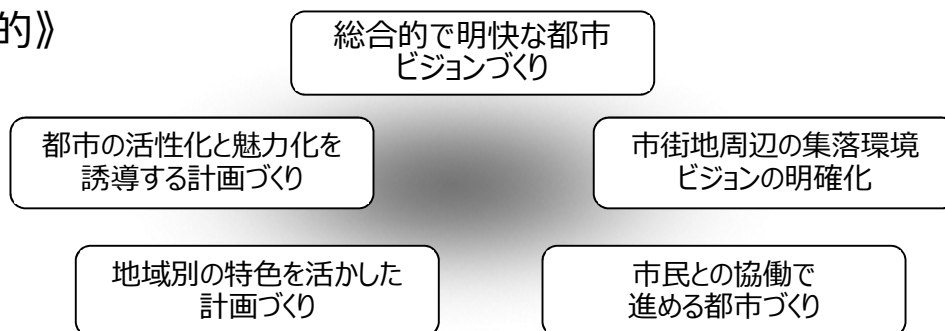 的》
総合的で明快な都市
ビジョンづくり
都市の活性化と魅力化を
誘導する計画づくり
市街地周辺の集落環境
ビジョンの明確化
地域別の特色を活かした
計画づくり
市民との協働で
進める都市づくり